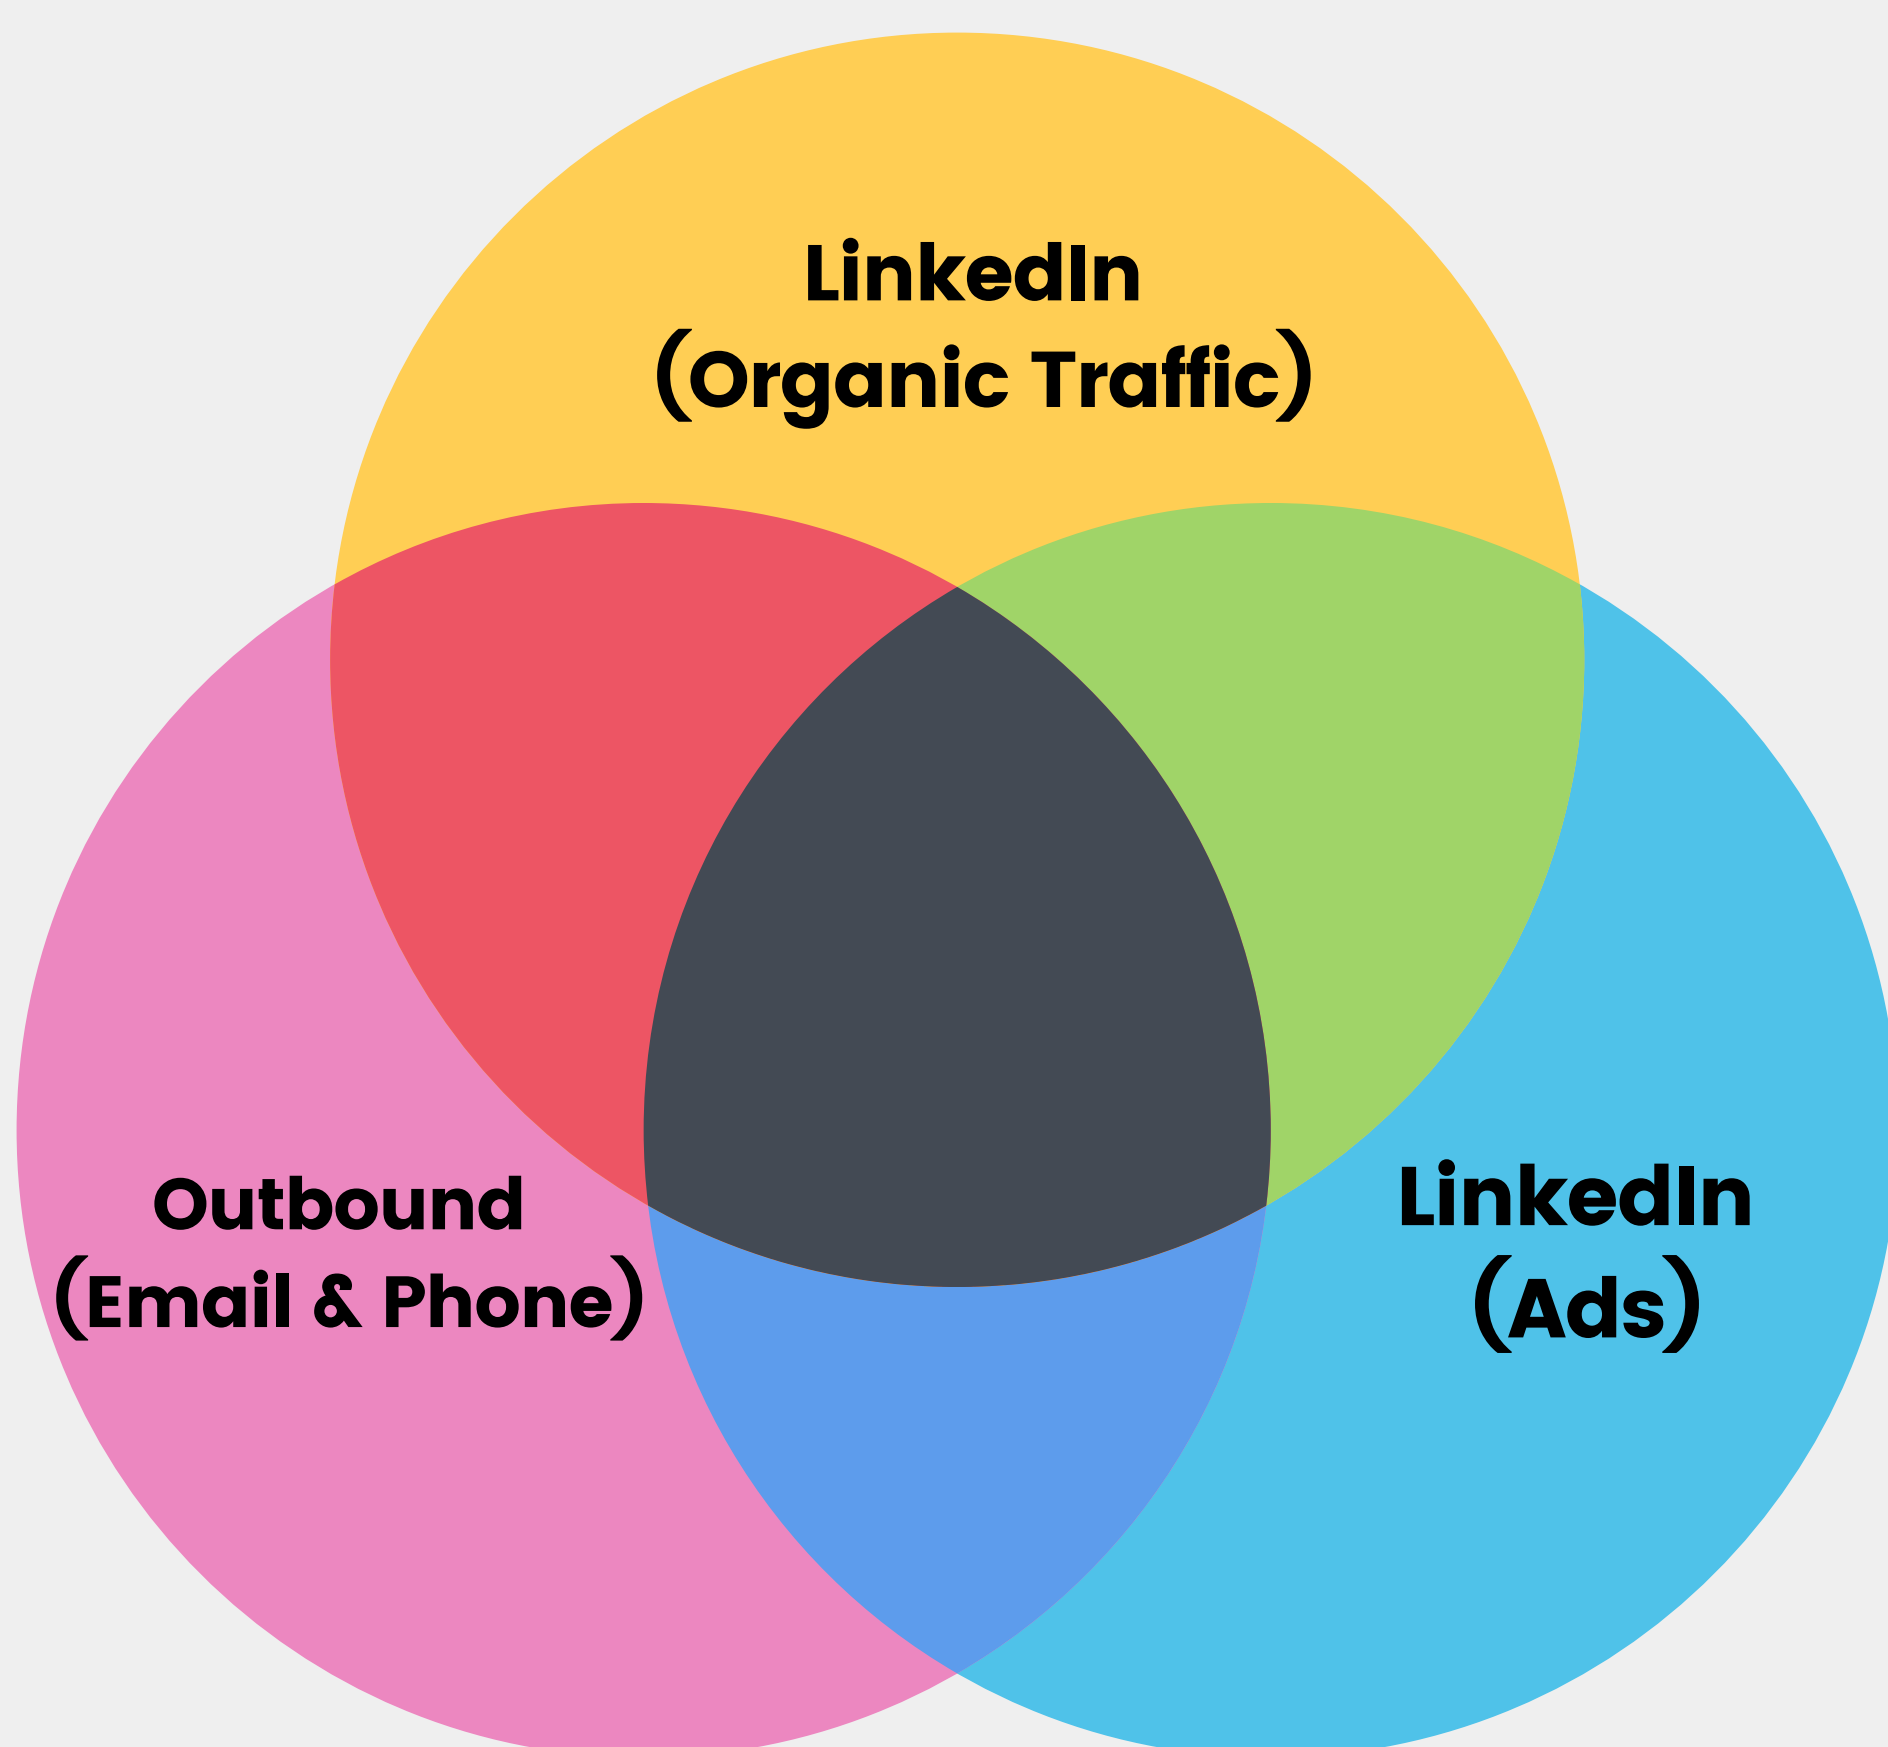 LinkedIn
(Organic Traffic)
Outbound
(Email & Phone)
LinkedIn
(Ads)